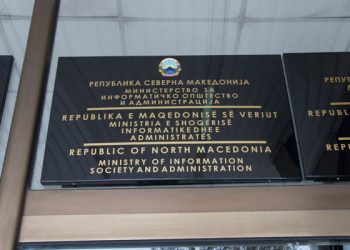 РЕПУБЛИКА СЕВЕРНА МАКЕДОНИЈА
МИНИСТЕРСТВО ЗА
ИНФОРМАТИЧКО ОПШТЕСТВО
И АДМИНИСТРАЦИЈА
REPUBLIKA E MAQEDONISË SË VERIUT
MINISTRIA E SHOQËRISË
INFORMATIKE DHE E
ADMINISTRATËS
REPUBLIC OF NORTH MACEDONIA
MINISTRY OF INFORMATION
SOCIETY AND ADMINISTRATION